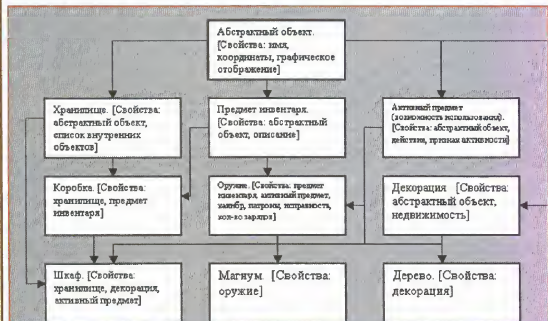 Абстрактный объект.
[Свойства: имя,
координаты, графическое
отображение]
Хранилище. [Свойства:
абстрактный объект,
список внутренних
объектов]
Предмет инвентаря.
[Свойства: абстрактный
объект, описание]
Активный предмет
(возможность использования).
[Свойства: абстрактный объект,
действие, признак активности]
Коробка. [Свойства:
хранилище, предмет
инвентаря]
Оружие. [Свойства: предмет
инвентаря, активный предмет,
калибр, патроны, исправность,
кол-во зарядов]
Декорация [Свойства:
абстрактный объект,
недвижимость]
Шкаф. [Свойства:
хранилище, декорация,
активный предмет]
Магнум. [Свойства:
оружие]
Дерево. [Свойства:
декорация]